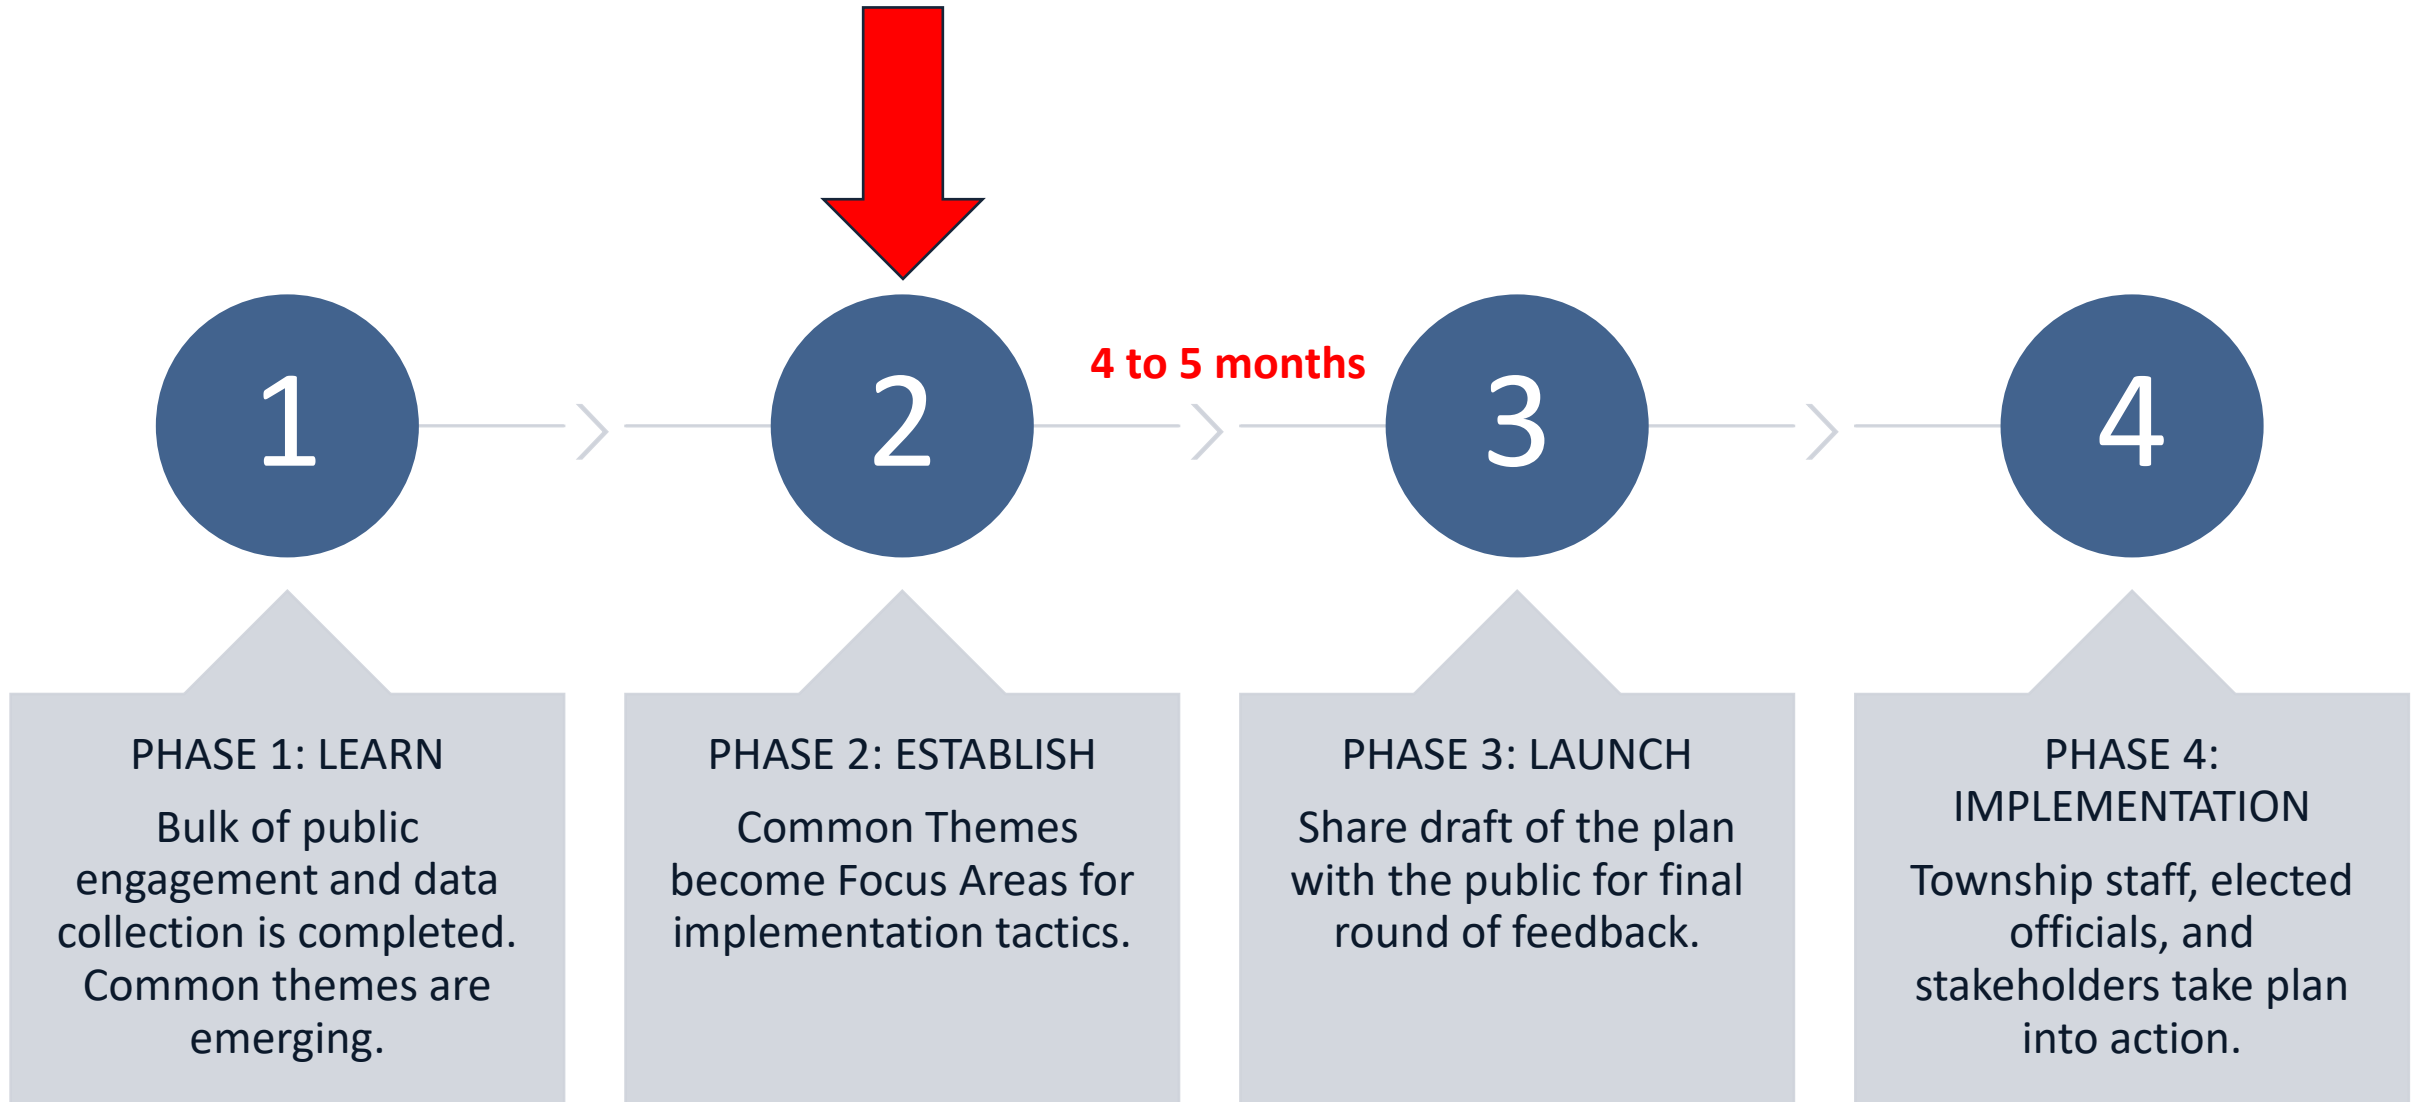 4 to 5 months
1
2
3
4
PHASE 1: LEARN
Bulk of public
engagement and data
collection is completed.
Common themes are
emerging.
PHASE 2: ESTABLISH
Common Themes
become Focus Areas for
implementation tactics.
PHASE 3: LAUNCH
Share draft of the plan
with the public for final
round of feedback.
PHASE 4:
IMPLEMENTATION
Township staff, elected
officials, and
stakeholders take plan
into action.